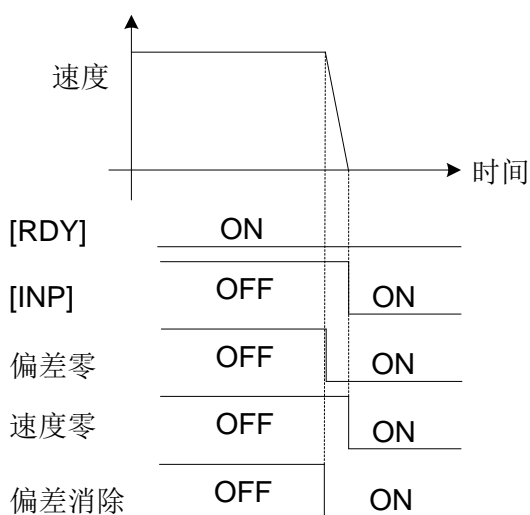 速度
时间
[RDY] ON
[INP] OFF ON
偏差零 OFF ON
速度零 OFF ON
偏差消除 OFF ON